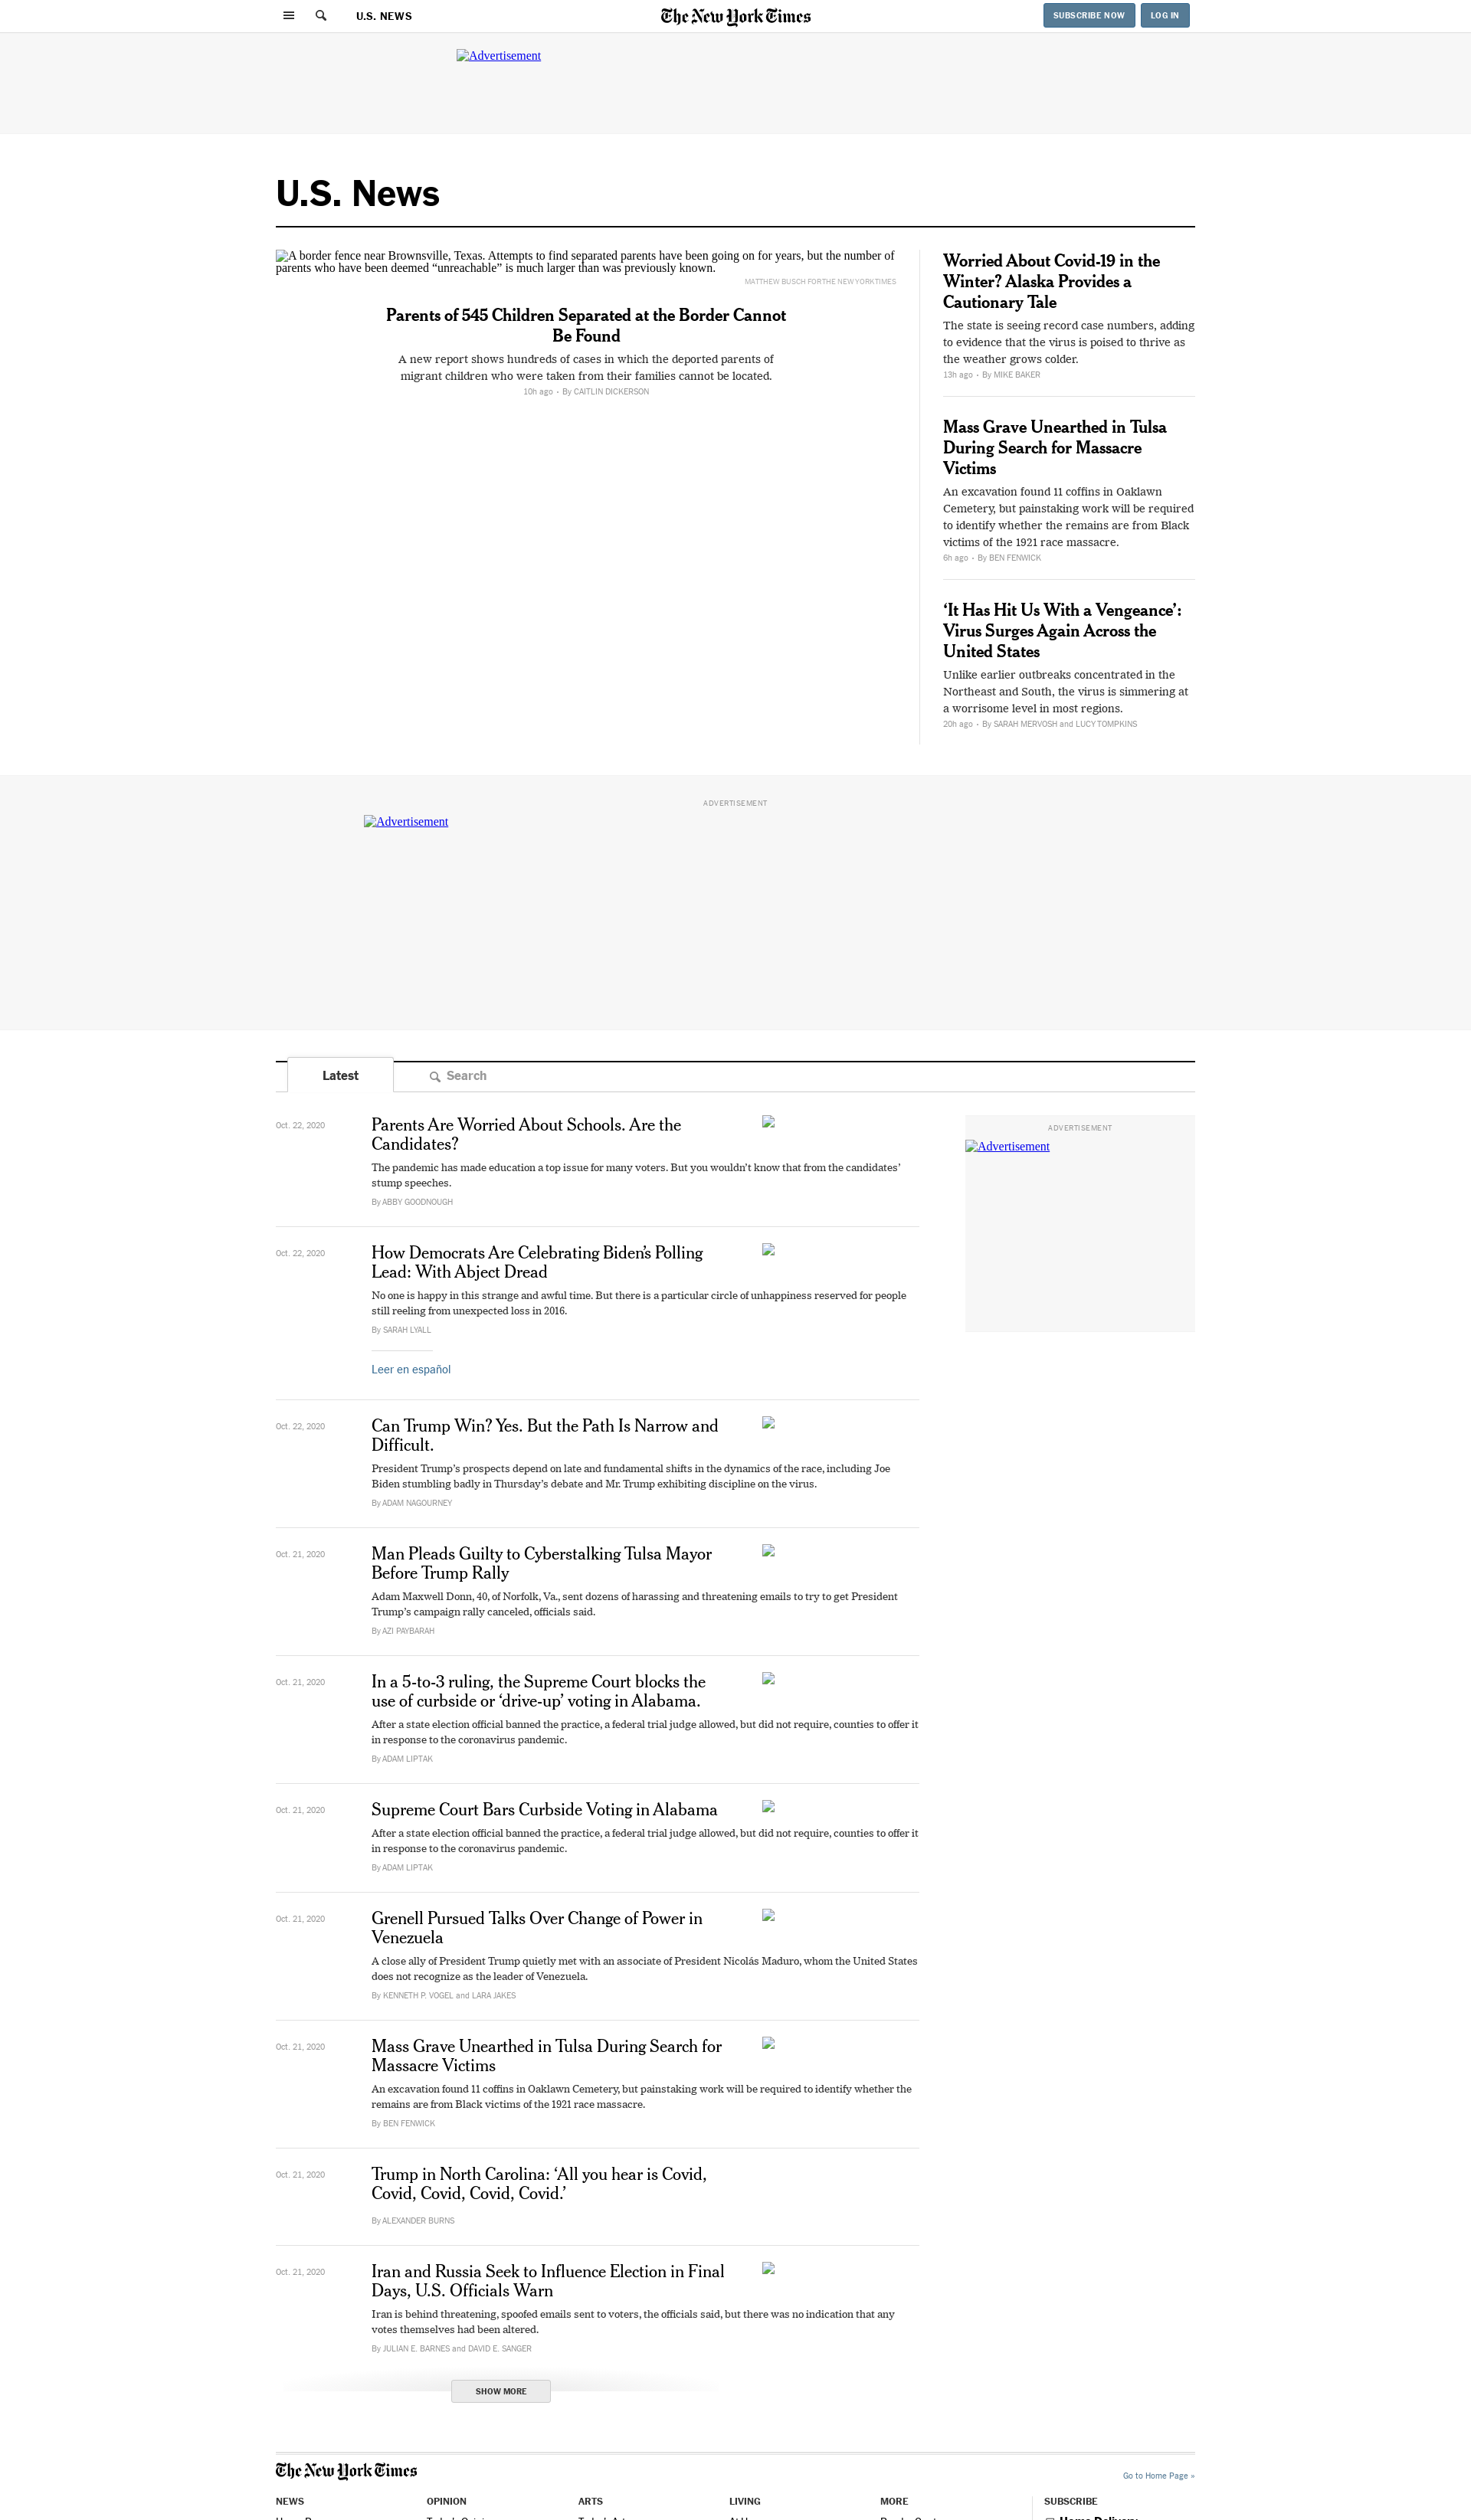 U.S. NEWS
The New York Times
SUBSCRIBE NOW
LOG IN
Advertisement
U.S. News
A border fence near Brownsville, Texas. Attempts to find separated parents have been going on for years, but the number of
parents who have been deemed “unreachable” is much larger than was previously known.
MATTHEW BUSCH FOR THE NEW YORK TIMES
Parents of 545 Children Separated at the Border Cannot
Be Found
A new report shows hundreds of cases in which the deported parents of
migrant children who were taken from their families cannot be located.
10h ago • By CAITLIN DICKERSON
Worried About Covid-19 in the
Winter? Alaska Provides a
Cautionary Tale
The state is seeing record case numbers, adding
to evidence that the virus is poised to thrive as
the weather grows colder.
13h ago • By MIKE BAKER
Mass Grave Unearthed in Tulsa
During Search for Massacre
Victims
An excavation found 11 coffins in Oaklawn
Cemetery, but painstaking work will be required
to identify whether the remains are from Black
victims of the 1921 race massacre.
6h ago • By BEN FENWICK
‘It Has Hit Us With a Vengeance’:
Virus Surges Again Across the
United States
Unlike earlier outbreaks concentrated in the
Northeast and South, the virus is simmering at
a worrisome level in most regions.
20h ago • By SARAH MERVOSH and LUCY TOMPKINS
ADVERTISEMENT
Advertisement
Latest
Search
Oct. 22, 2020
Parents Are Worried About Schools. Are the
Candidates?
The pandemic has made education a top issue for many voters. But you wouldn’t know that from the candidates’
stump speeches.
By ABBY GOODNOUGH
ADVERTISEMENT
Advertisement
Oct. 22, 2020
How Democrats Are Celebrating Biden’s Polling
Lead: With Abject Dread
No one is happy in this strange and awful time. But there is a particular circle of unhappiness reserved for people
still reeling from unexpected loss in 2016.
By SARAH LYALL
Leer en español
Oct. 22, 2020
Can Trump Win? Yes. But the Path Is Narrow and
Difficult.
President Trump’s prospects depend on late and fundamental shifts in the dynamics of the race, including Joe
Biden stumbling badly in Thursday’s debate and Mr. Trump exhibiting discipline on the virus.
By ADAM NAGOURNEY
Oct. 21, 2020
Man Pleads Guilty to Cyberstalking Tulsa Mayor
Before Trump Rally
Adam Maxwell Donn, 40, of Norfolk, Va., sent dozens of harassing and threatening emails to try to get President
Trump’s campaign rally canceled, officials said.
By AZI PAYBARAH
Oct. 21, 2020
In a 5-to-3 ruling, the Supreme Court blocks the
use of curbside or ‘drive-up’ voting in Alabama.
After a state election official banned the practice, a federal trial judge allowed, but did not require, counties to offer it
in response to the coronavirus pandemic.
By ADAM LIPTAK
Oct. 21, 2020
Supreme Court Bars Curbside Voting in Alabama
After a state election official banned the practice, a federal trial judge allowed, but did not require, counties to offer it
in response to the coronavirus pandemic.
By ADAM LIPTAK
Oct. 21, 2020
Grenell Pursued Talks Over Change of Power in
Venezuela
A close ally of President Trump quietly met with an associate of President Nicolás Maduro, whom the United States
does not recognize as the leader of Venezuela.
By KENNETH P. VOGEL and LARA JAKES
Oct. 21, 2020
Mass Grave Unearthed in Tulsa During Search for
Massacre Victims
An excavation found 11 coffins in Oaklawn Cemetery, but painstaking work will be required to identify whether the
remains are from Black victims of the 1921 race massacre.
By BEN FENWICK
Oct. 21, 2020
Trump in North Carolina: ‘All you hear is Covid,
Covid, Covid, Covid, Covid.’
By ALEXANDER BURNS
Oct. 21, 2020
Iran and Russia Seek to Influence Election in Final
Days, U.S. Officials Warn
Iran is behind threatening, spoofed emails sent to voters, the officials said, but there was no indication that any
votes themselves had been altered.
By JULIAN E. BARNES and DAVID E. SANGER
SHOW MORE
The New York Times
Go to Home Page »
NEWS
OPINION
ARTS
LIVING
MORE
SUBSCRIBE